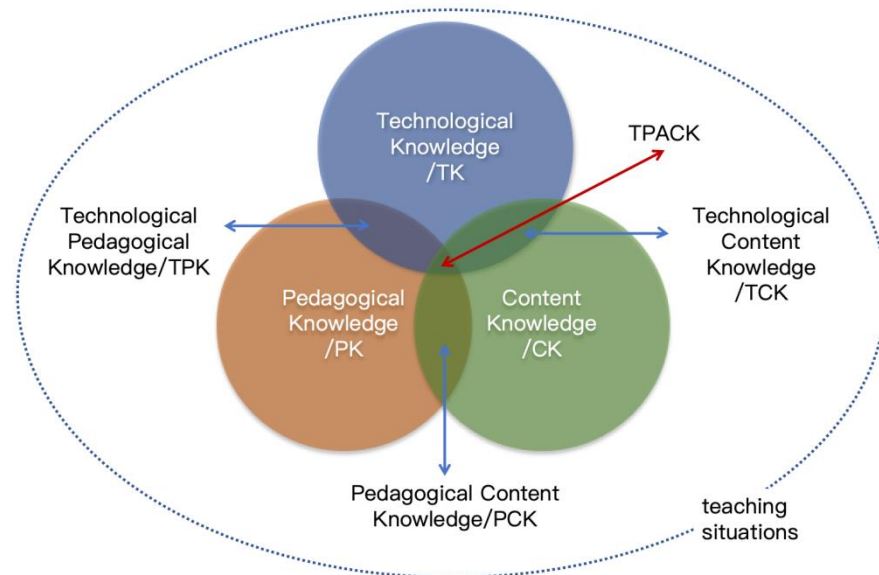 Technological
Knowledge
/TK
TPACK
Technological
Pedagogical
Knowledge/TPK
Technological
Content
Knowledge
/TCK
Pedagogical
Knowledge
/PK
Content
Knowledge
/CK
Pedagogical Content
Knowledge/PCK
teaching
situations